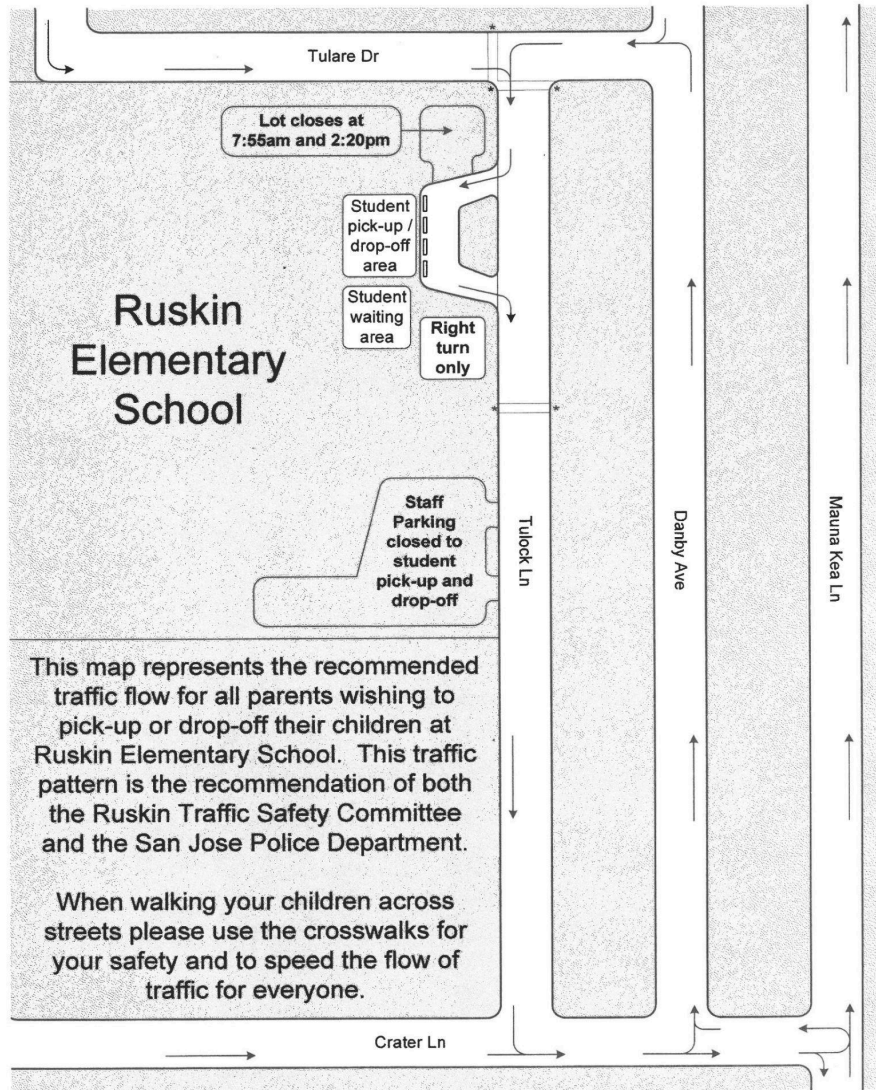 Tulare Dr
Lot closes at
7:55am and 2:20pm
Student
pick-up /
drop-off
area
Student
waiting
area
Right
turn
only
Ruskin
Elementary
School
Staff
Parking
closed to
student
pick-up and
drop-off
Tulock Ln
Danby Ave
Mauna Kea Ln
This map represents the recommended
traffic flow for all parents wishing to
pick-up or drop-off their children at
Ruskin Elementary School.  This traffic
pattern is the recommendation of both
the Ruskin Traffic Safety Committee
and the San Jose Police Department.
When walking your children across
streets please use the crosswalks for
your safety and to speed the flow of
traffic for everyone.
Crater Ln